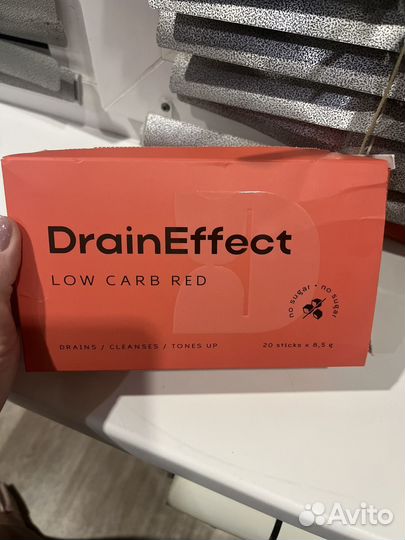 DrainEffect
LOW CARB RED
no sugar • no sugar
DRAINS / CLEANSES / TONES UP
20 sticks × 8,5 g
Avito